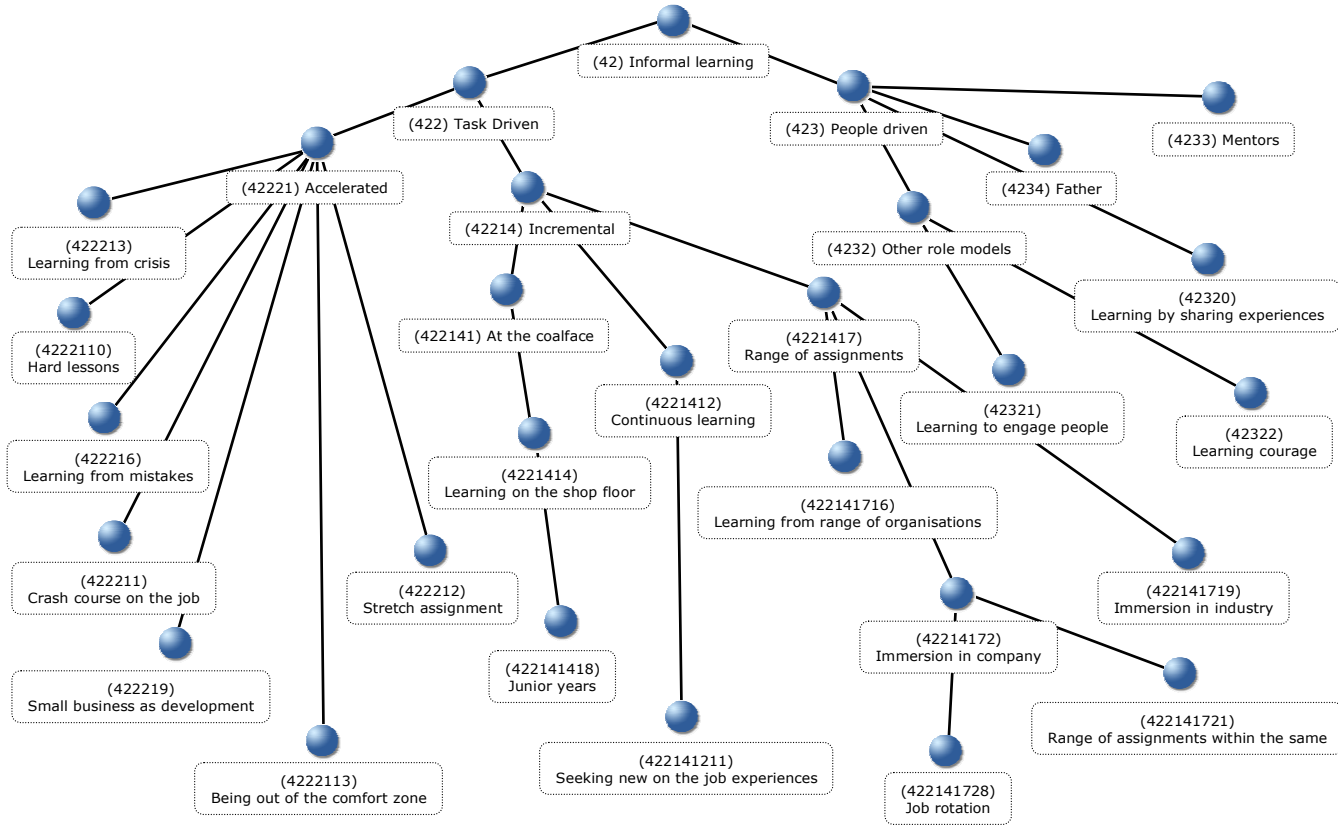 (42) Informal learning
(422) Task Driven
(423) People driven
(4233) Mentors
(42221) Accelerated
(4234) Father
(42214) Incremental
(4232) Other role models
(422213)
Learning from crisis
(42320)
Learning by sharing experiences
(422141) At the coalface
(4221417)
Range of assignments
(4222110)
Hard lessons
(4221412)
Continuous learning
(42321)
Learning to engage people
(42322)
Learning courage
(422216)
Learning from mistakes
(4221414)
Learning on the shop floor
(422141716)
Learning from range of organisations
(422211)
Crash course on the job
(422212)
Stretch assignment
(422141719)
Immersion in industry
(42214172)
Immersion in company
(422141418)
Junior years
(422219)
Small business as development
(422141721)
Range of assignments within the same
(4222113)
Being out of the comfort zone
(422141211)
Seeking new on the job experiences
(422141728)
Job rotation